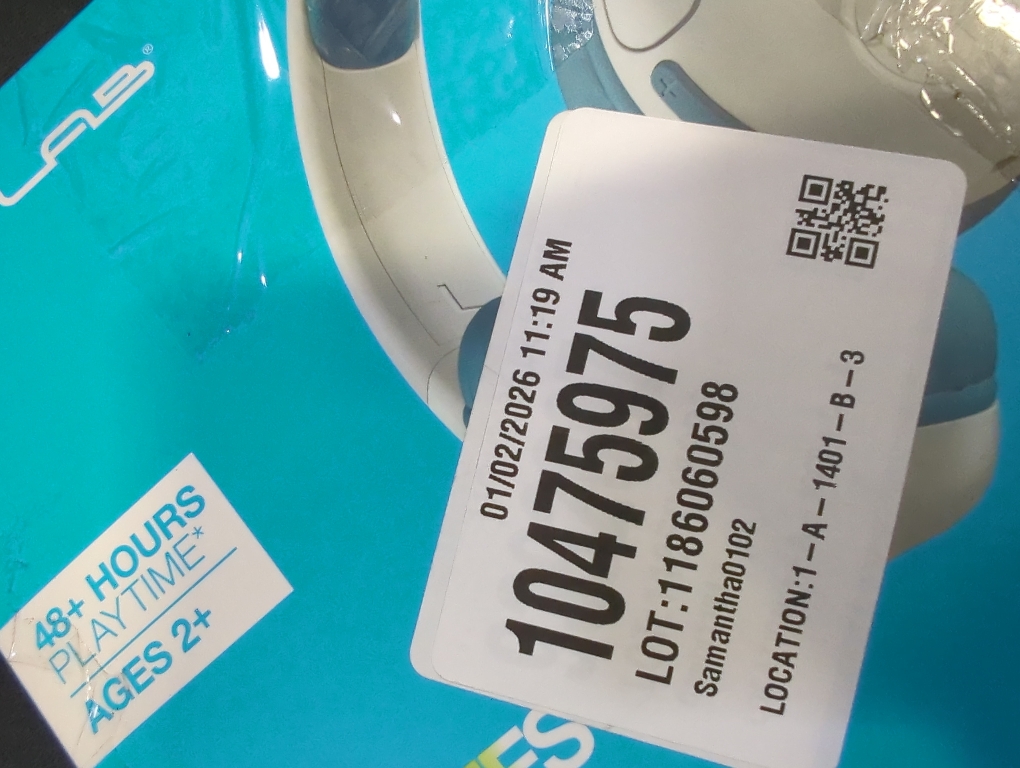 LAB®
48+ HOURS
PLAYTIME*
AGES 2+
01/02/2026 11:19 AM
10475975
LOT:1186060598
Samantha0102
LOCATION:1-A-1401-B-3